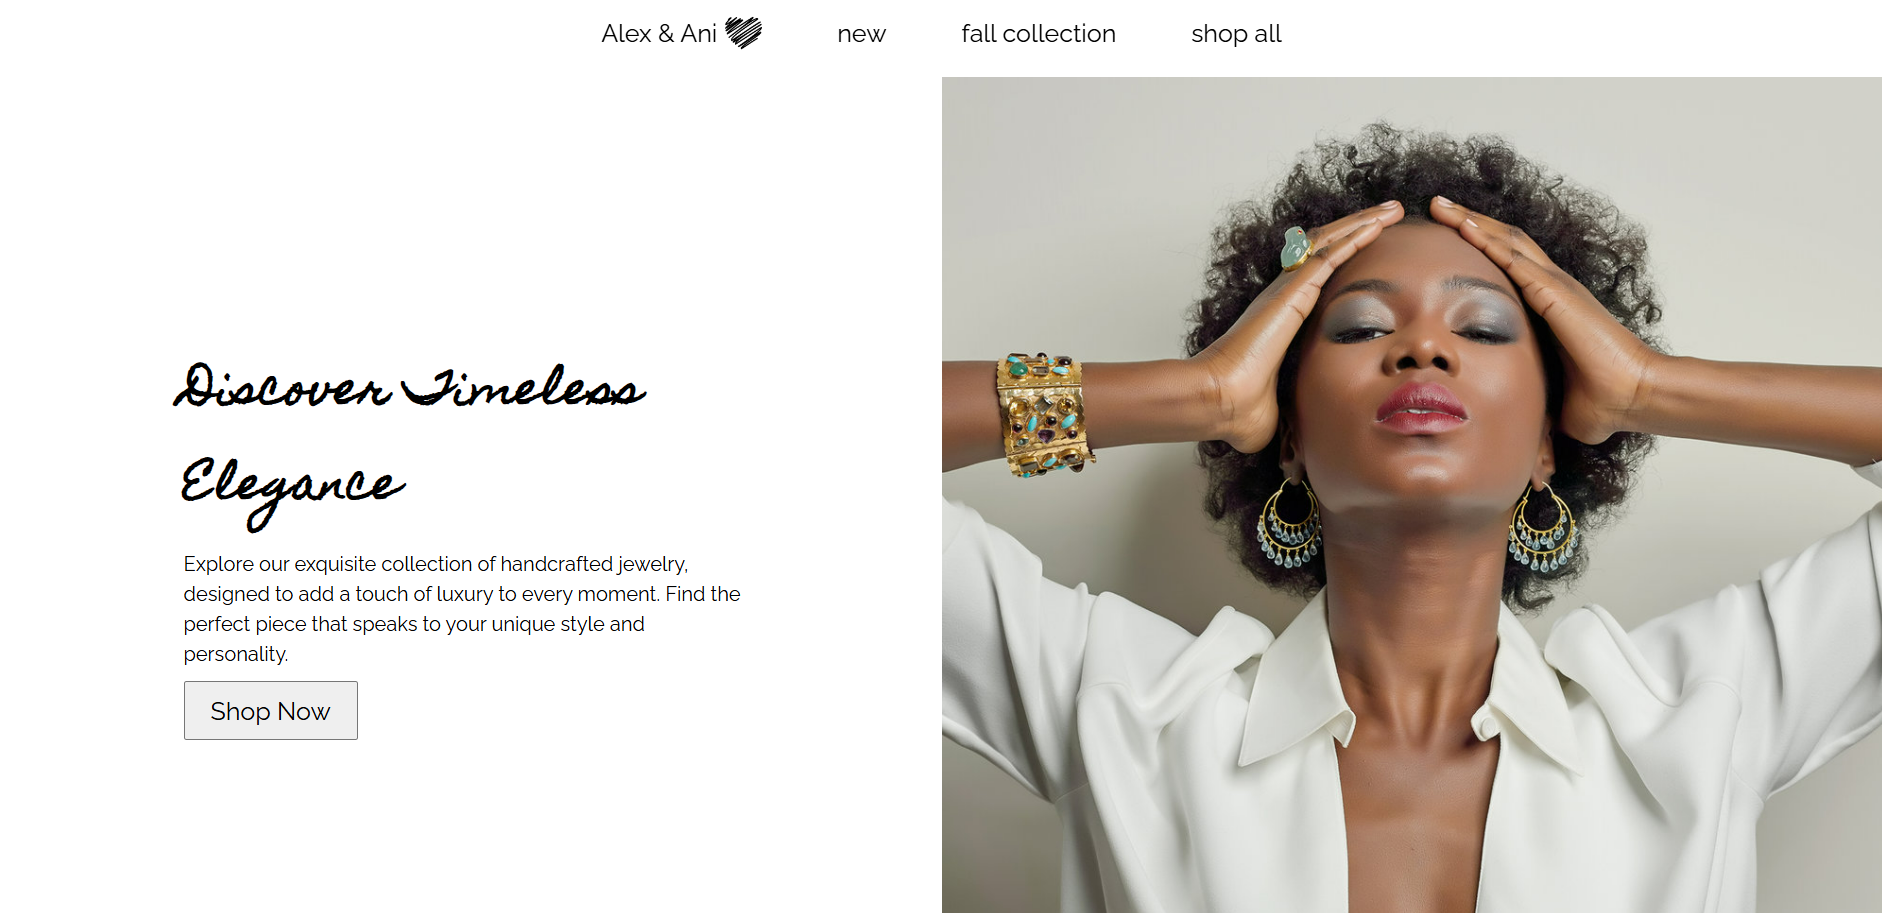 Alex & Ani new fall collection shop all
Discover Timeless
Elegance
Explore our exquisite collection of handcrafted jewelry,
designed to add a touch of luxury to every moment. Find the
perfect piece that speaks to your unique style and
personality.
Shop Now